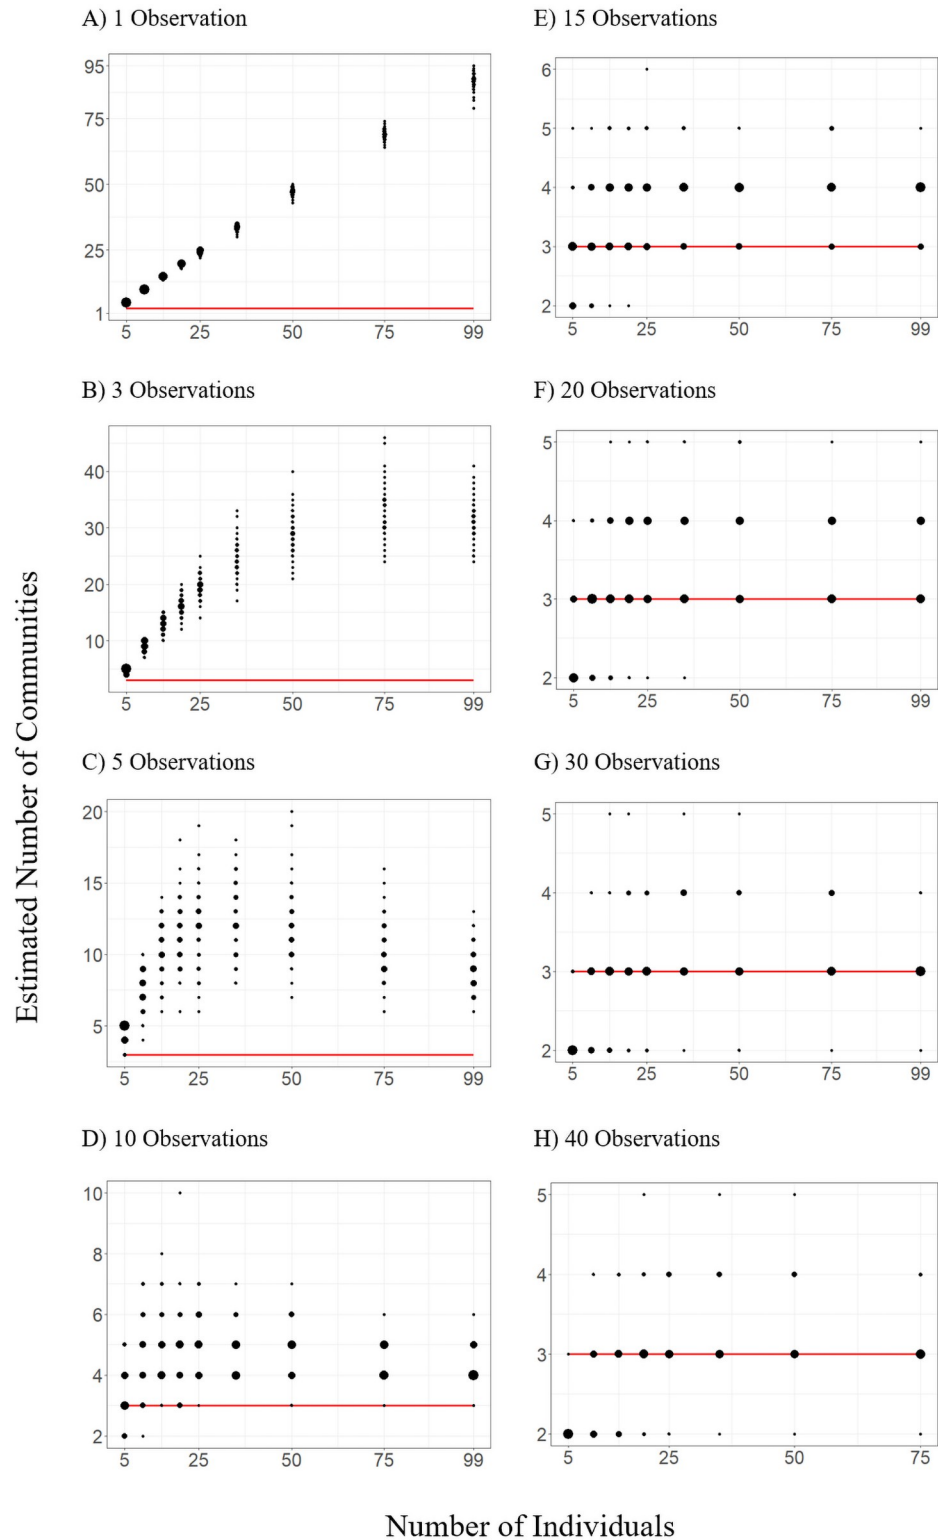 A) 1 Observation
95
75
50
25
1
5 25 50 75 99
B) 3 Observations
40
30
20
10
5 25 50 75 99
C) 5 Observations
20
15
10
5
5 25 50 75 99
D) 10 Observations
10
8
6
4
2
5 25 50 75 99
E) 15 Observations
6
5
4
3
2
5 25 50 75 99
F) 20 Observations
5
4
3
2
5 25 50 75 99
G) 30 Observations
5
4
3
2
5 25 50 75 99
H) 40 Observations
5
4
3
2
5 25 50 75
Estimated Number of Communities
Number of Individuals